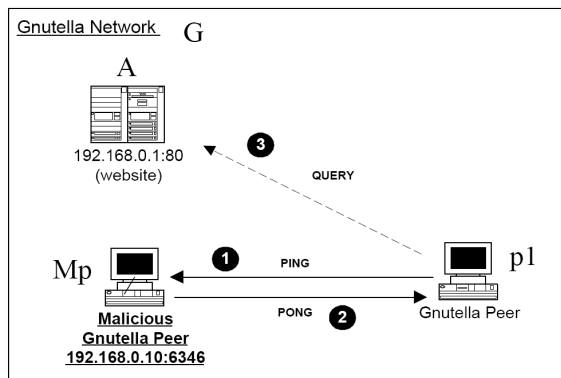 Gnutella Network G
A
192.168.0.1:80
(website)
3
QUERY
1
PING
Mp
p1
PONG
2
Gnutella Peer
Malicious
Gnutella Peer
192.168.0.10:6346